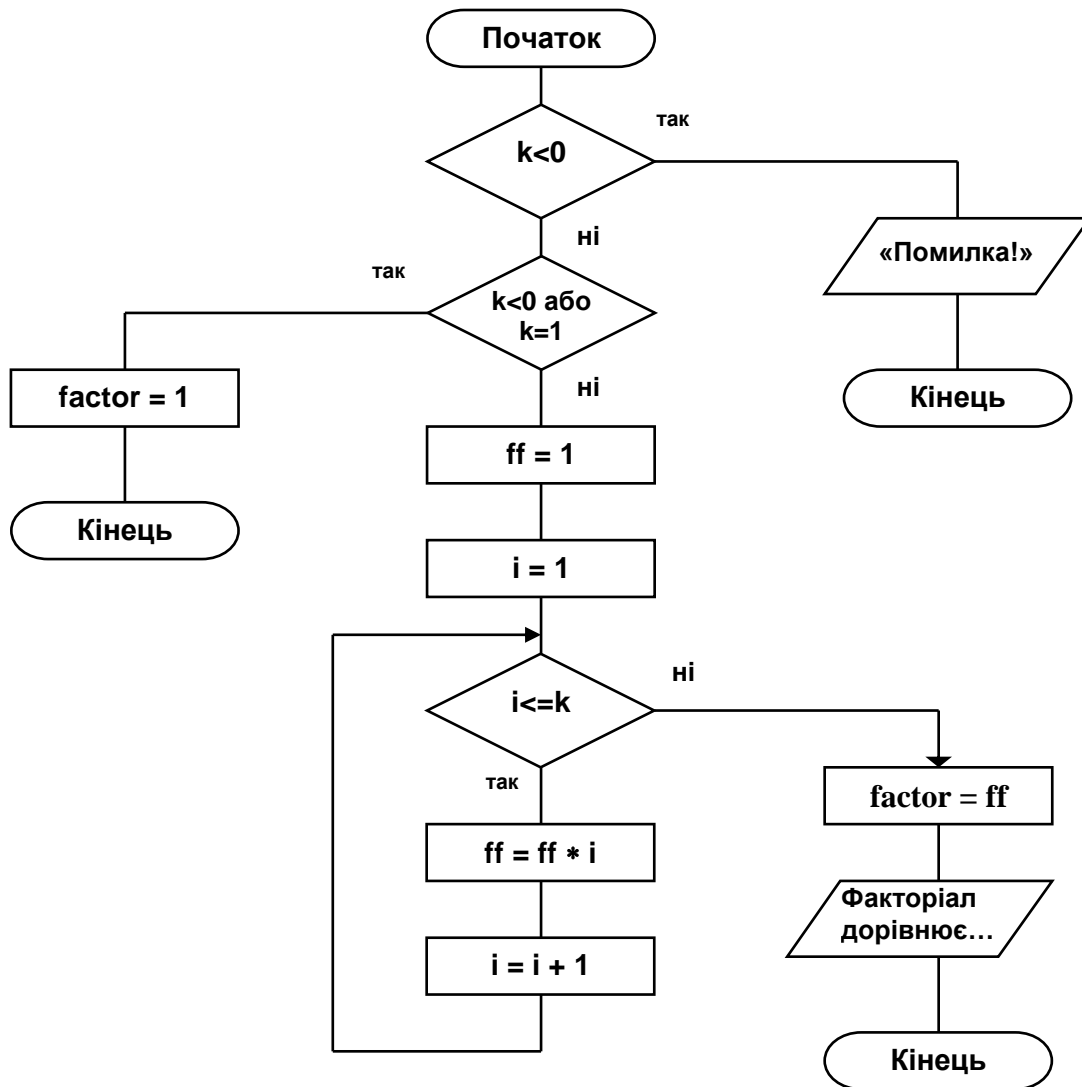 Початок
так
k<0
«Помилка!»
ні
так
k<0 або
k=1
Кінець
factor = 1
ні
ff = 1
Кінець
i = 1
ні
i<=k
так
factor = ff
ff = ff * i
Факторіал
дорівнює...
i = i + 1
Кінець